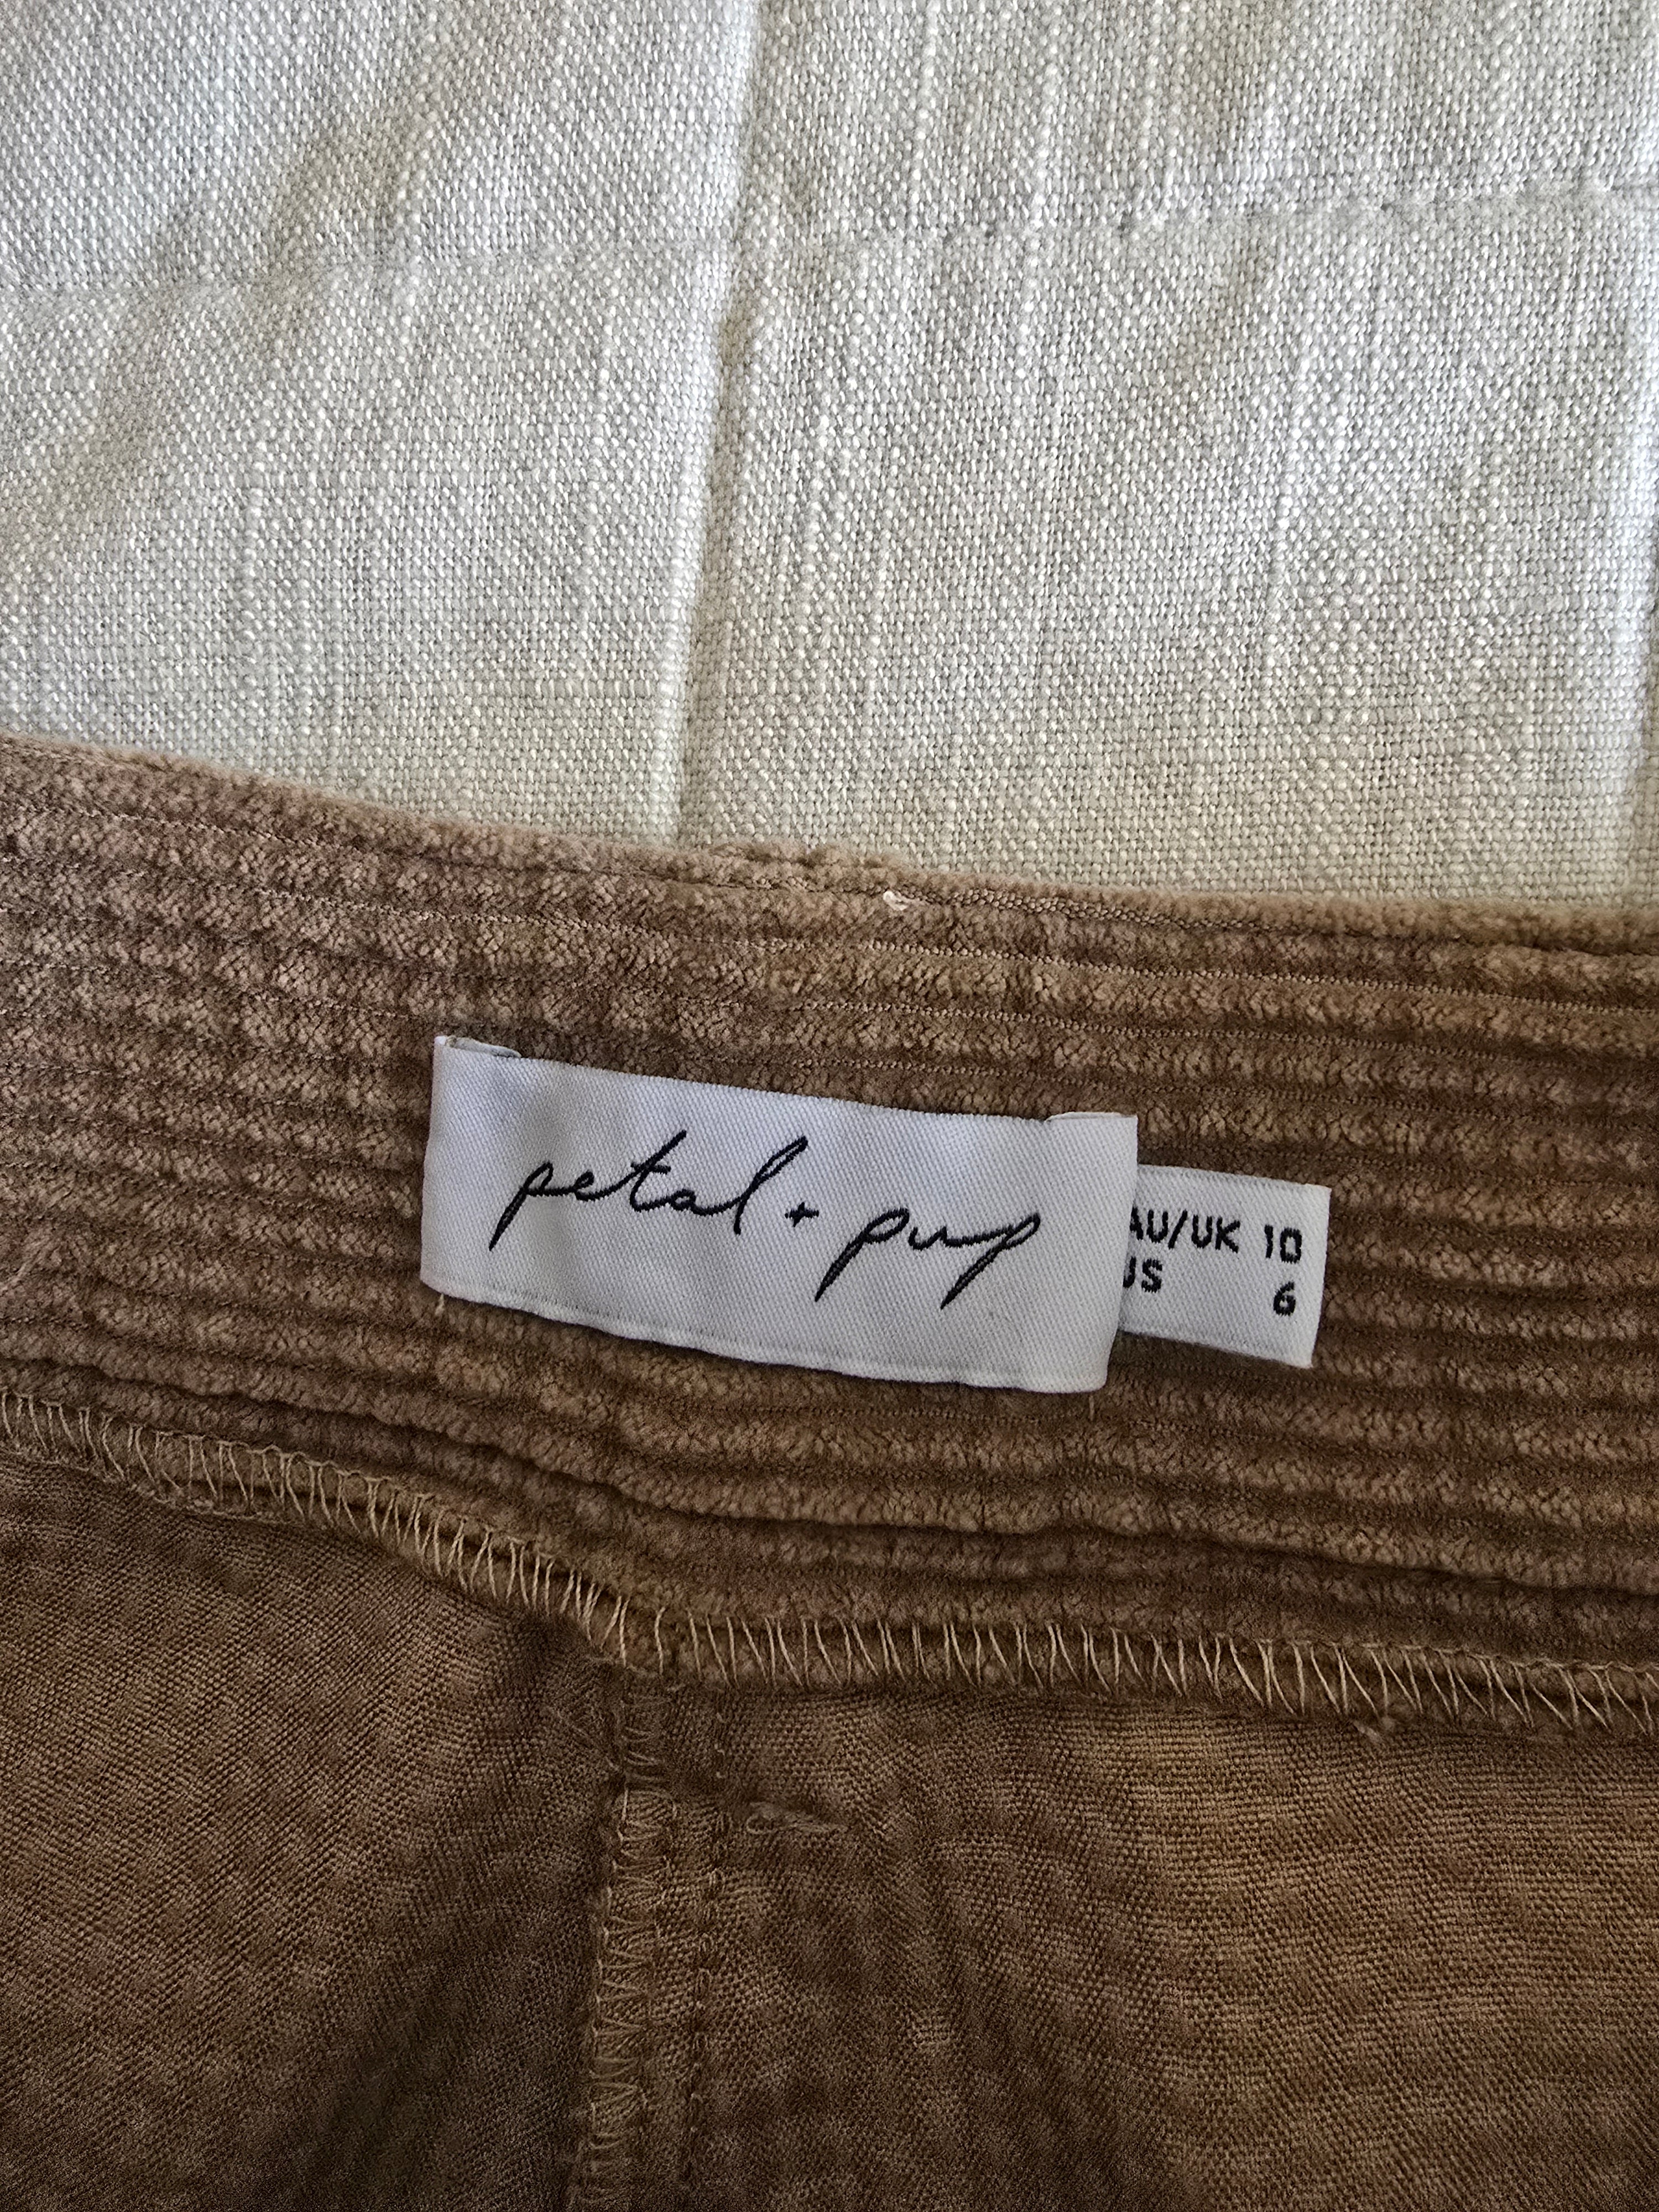 petal + pup
AU/UK 10
US 6